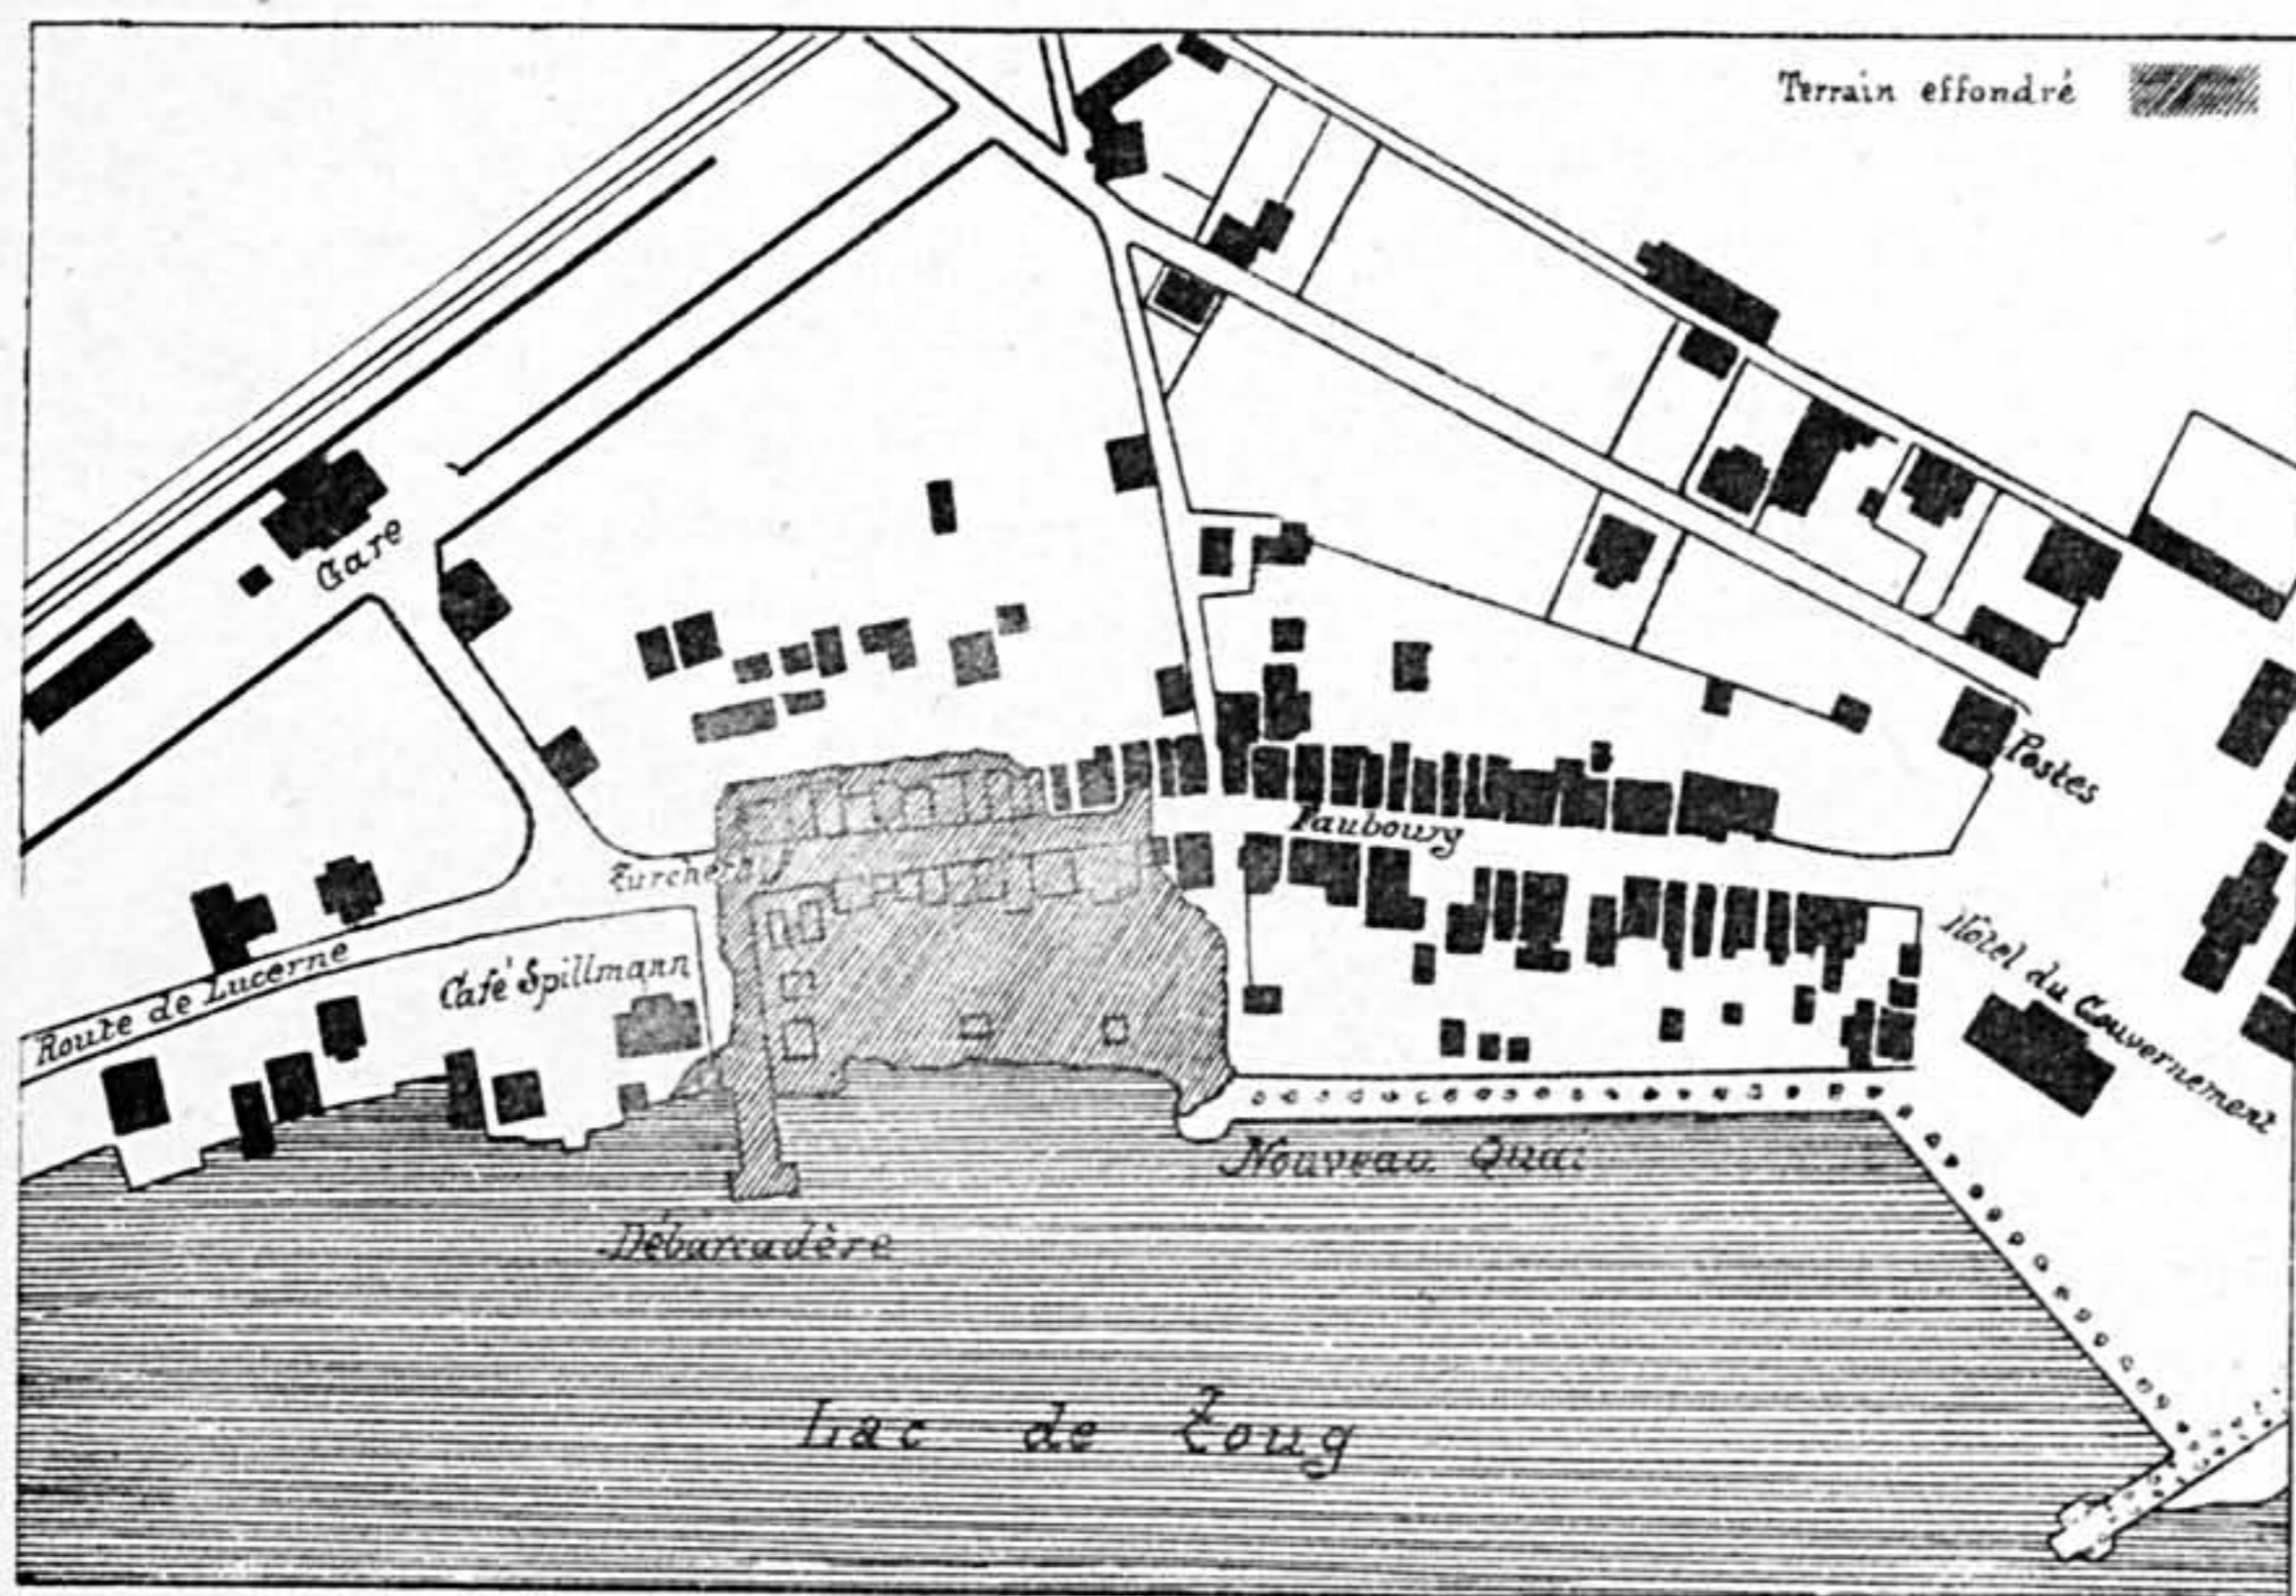 Terrain effondré
Gare
Postes
Faubourg
Hôtel du Gouvernement
Café Spillmann
Route de Lucerne
Nouveau Quai
Débarcadère
Lac de Zoug